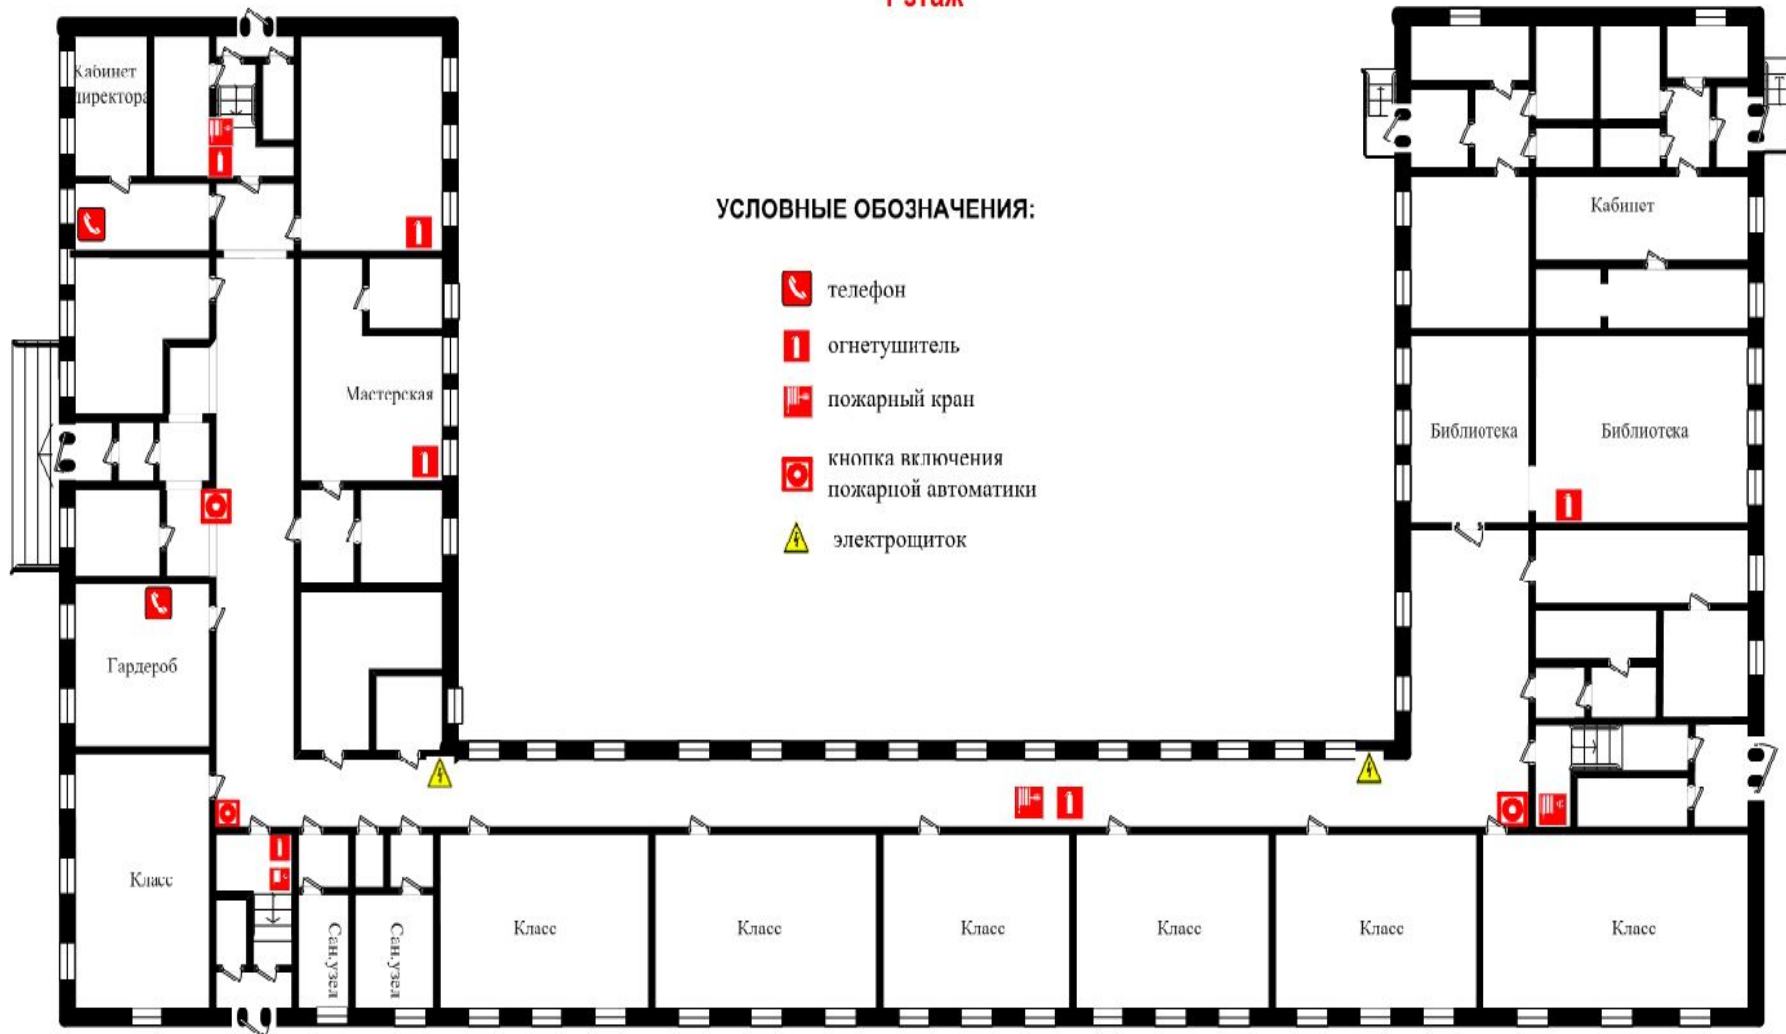 1 этаж
Кабинет
директора
УСЛОВНЫЕ ОБОЗНАЧЕНИЯ:
Кабинет
телефон
огнетушитель
Мастерская
пожарный кран
Библиотека
Библиотека
кнопка включения
пожарной автоматики
электрощиток
Гардероб
Класс
Сан.узел
Сан.узел
Класс
Класс
Класс
Класс
Класс
Класс